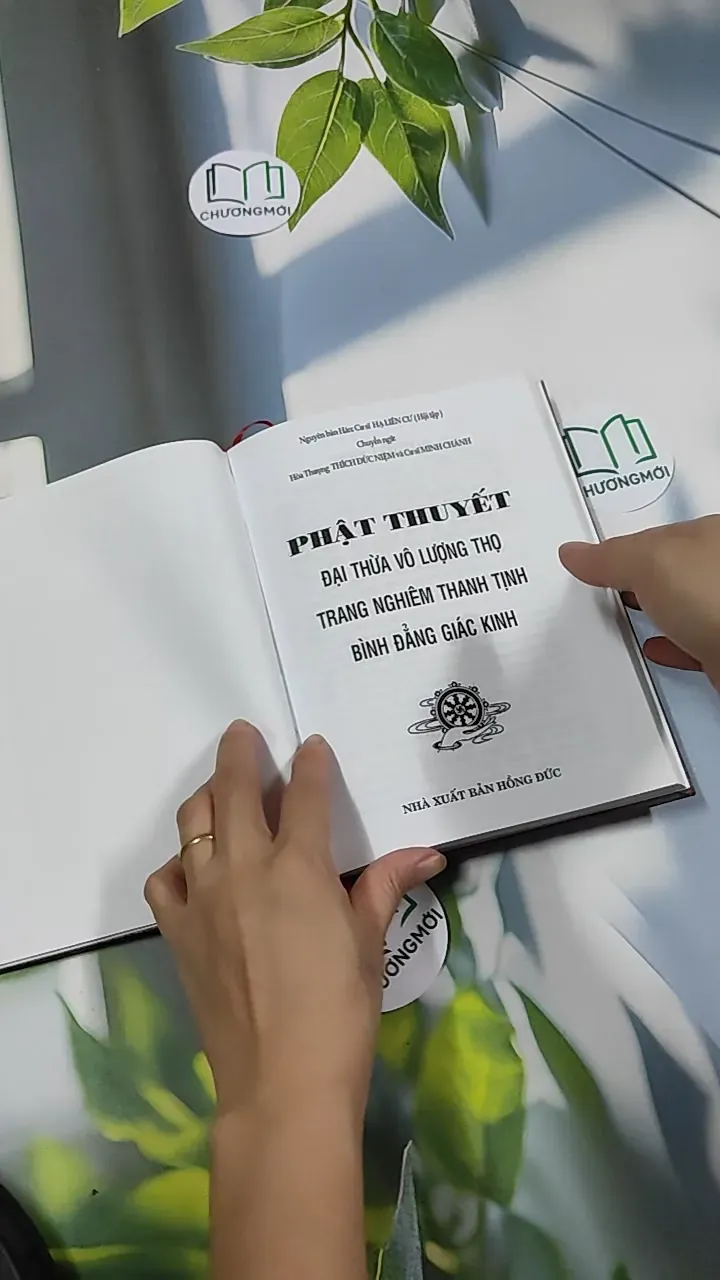 CHƯƠNGMỚI
Nguyên bản Hán: Cư sĩ HẠ LIÊN CƯ (Hội tập)
Chuyển ngữ
Hòa Thượng THÍCH ĐỨC NIỆM và Cư sĩ MINH CHÁNH
CHƯƠNGMỚI
PHẬT THUYẾT
ĐẠI THỪA VÔ LƯỢNG THỌ
TRANG NGHIÊM THANH TỊNH
BÌNH ĐẲNG GIÁC KINH
NHÀ XUẤT BẢN HỒNG ĐỨC
ƯƠNGMỚI